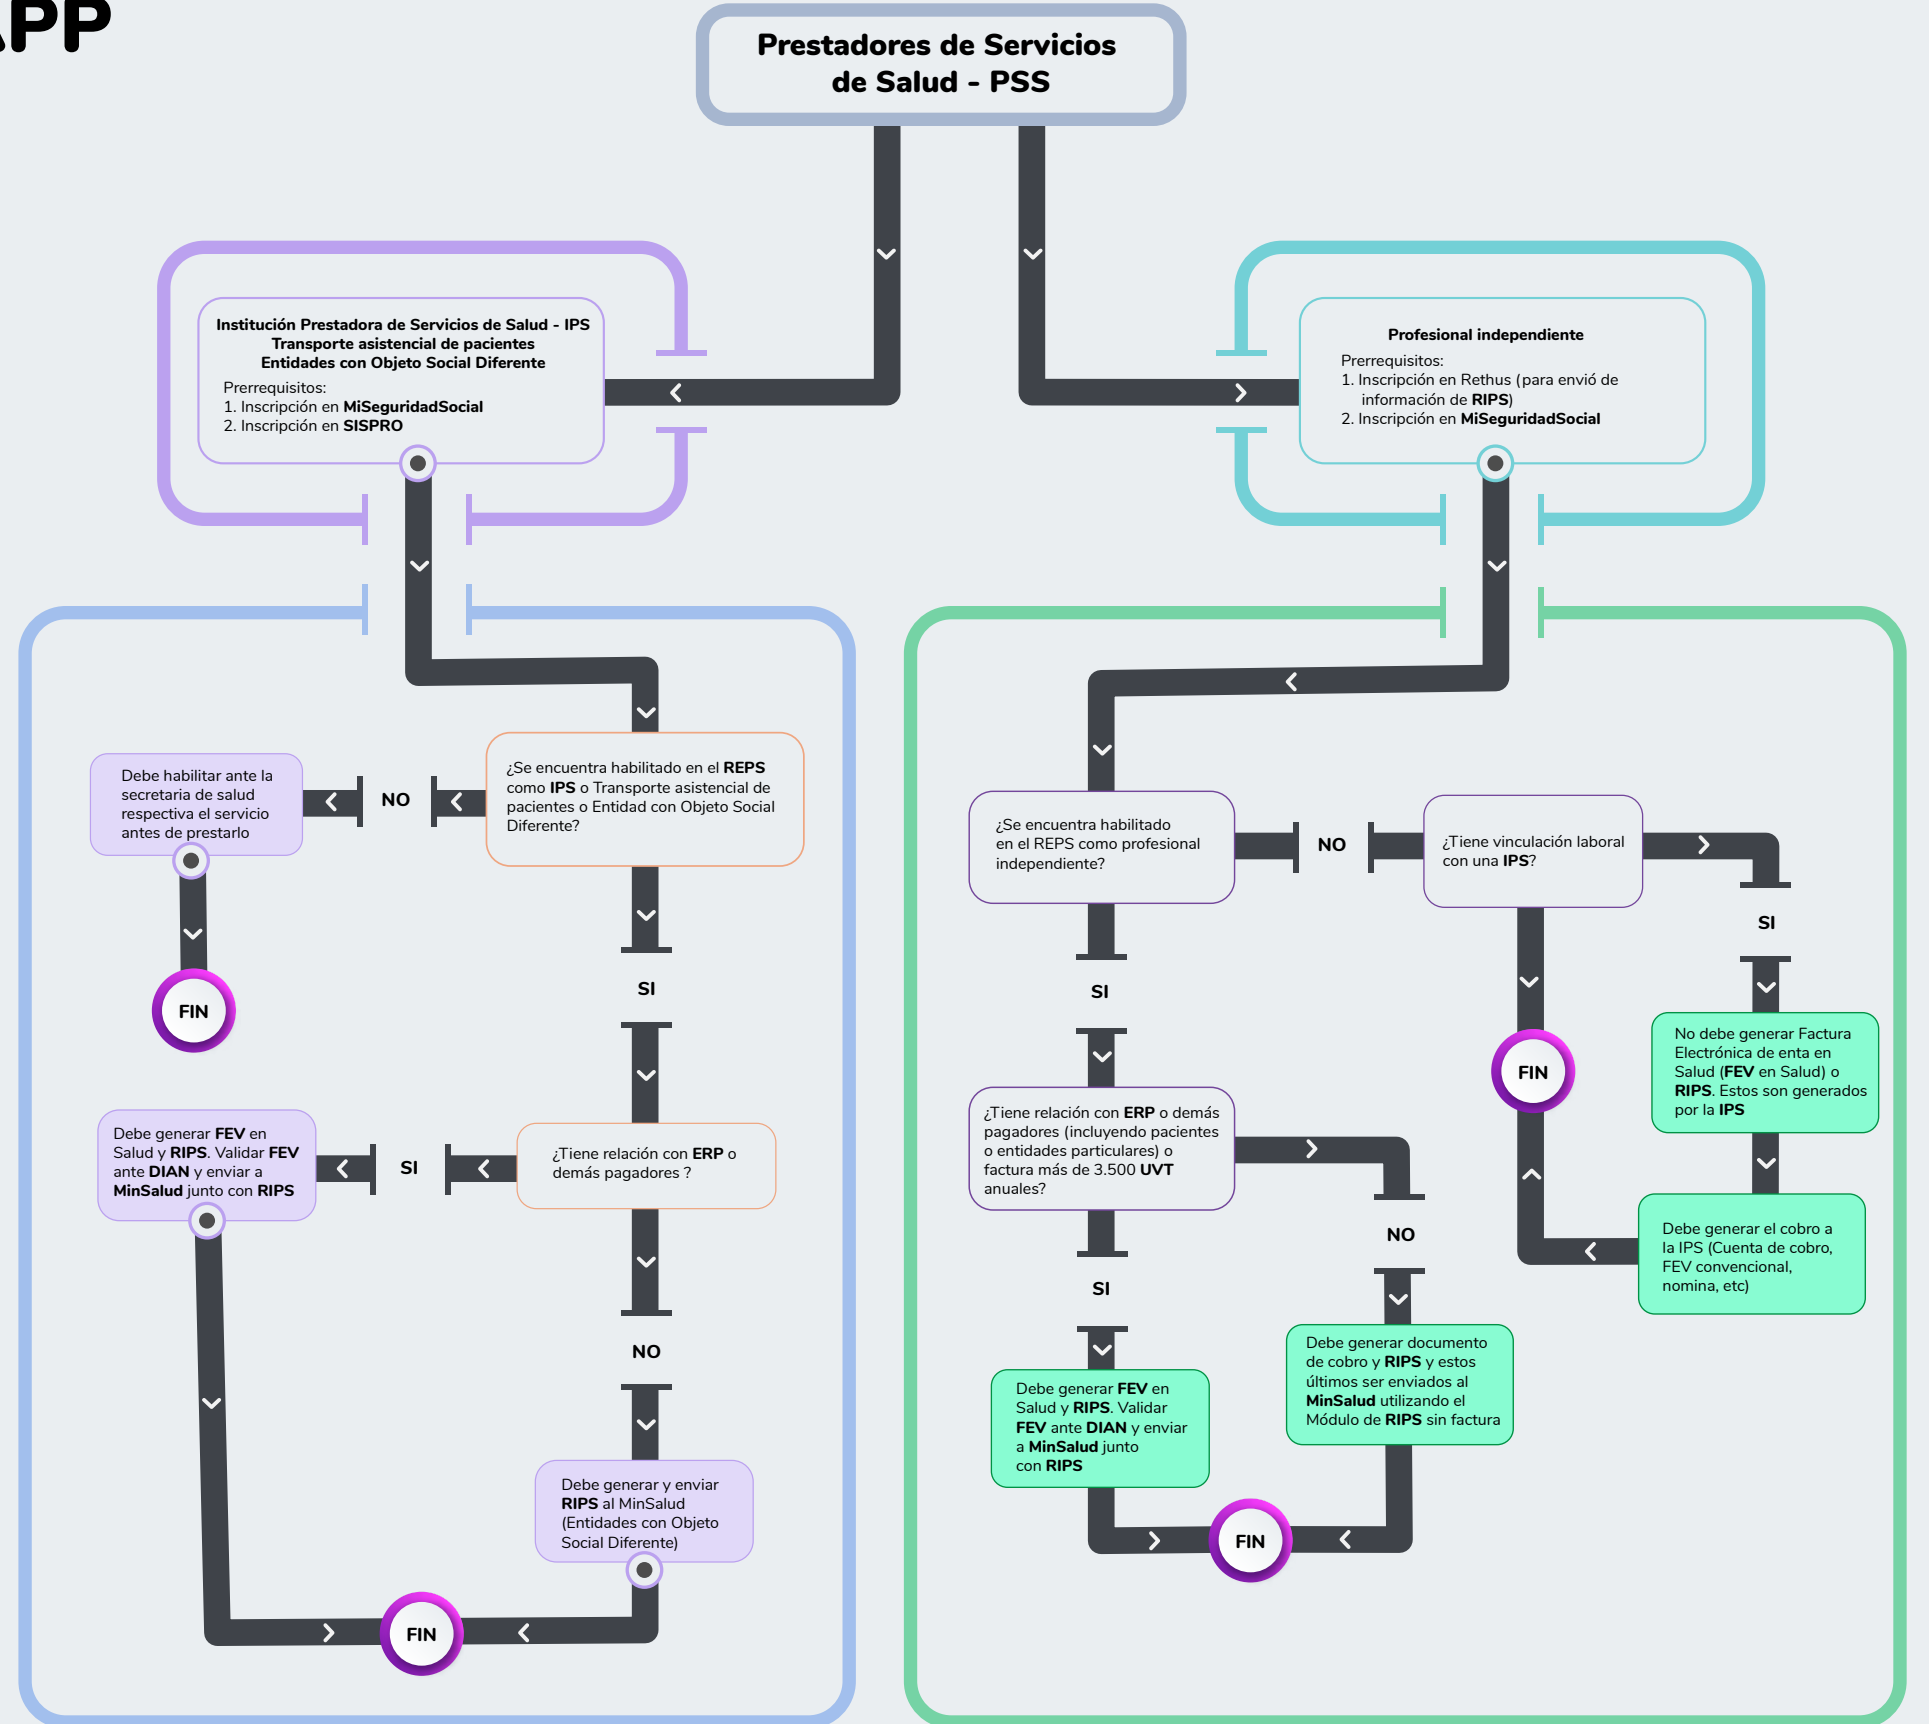 APP
Prestadores de Servicios
de Salud - PSS
Institución Prestadora de Servicios de Salud - IPS
Transporte asistencial de pacientes
Entidades con Objeto Social Diferente
Prerrequisitos:
1. Inscripción en MiSeguridadSocial
2. Inscripción en SISPRO
Profesional independiente
Prerrequisitos:
1. Inscripción en Rethus (para envió de
información de RIPS)
2. Inscripción en MiSeguridadSocial
¿Se encuentra habilitado en el REPS
como IPS o Transporte asistencial de
pacientes o Entidad con Objeto Social
Diferente?
NO
Debe habilitar ante la
secretaria de salud
respectiva el servicio
antes de prestarlo
FIN
SI
¿Tiene relación con ERP o
demás pagadores ?
SI
Debe generar FEV en
Salud y RIPS. Validar FEV
ante DIAN y enviar a
MinSalud junto con RIPS
NO
Debe generar y enviar
RIPS al MinSalud
(Entidades con Objeto
Social Diferente)
FIN
¿Se encuentra habilitado
en el REPS como profesional
independiente?
NO
¿Tiene vinculación laboral
con una IPS?
SI
No debe generar Factura
Electrónica de enta en
Salud (FEV en Salud) o
RIPS. Estos son generados
por la IPS
Debe generar el cobro a
la IPS (Cuenta de cobro,
FEV convencional,
nomina, etc)
FIN
SI
¿Tiene relación con ERP o demás
pagadores (incluyendo pacientes
o entidades particulares) o
factura más de 3.500 UVT
anuales?
NO
Debe generar documento
de cobro y RIPS y estos
últimos ser enviados al
MinSalud utilizando el
Módulo de RIPS sin factura
SI
Debe generar FEV en
Salud y RIPS. Validar
FEV ante DIAN y enviar
a MinSalud junto
con RIPS
FIN